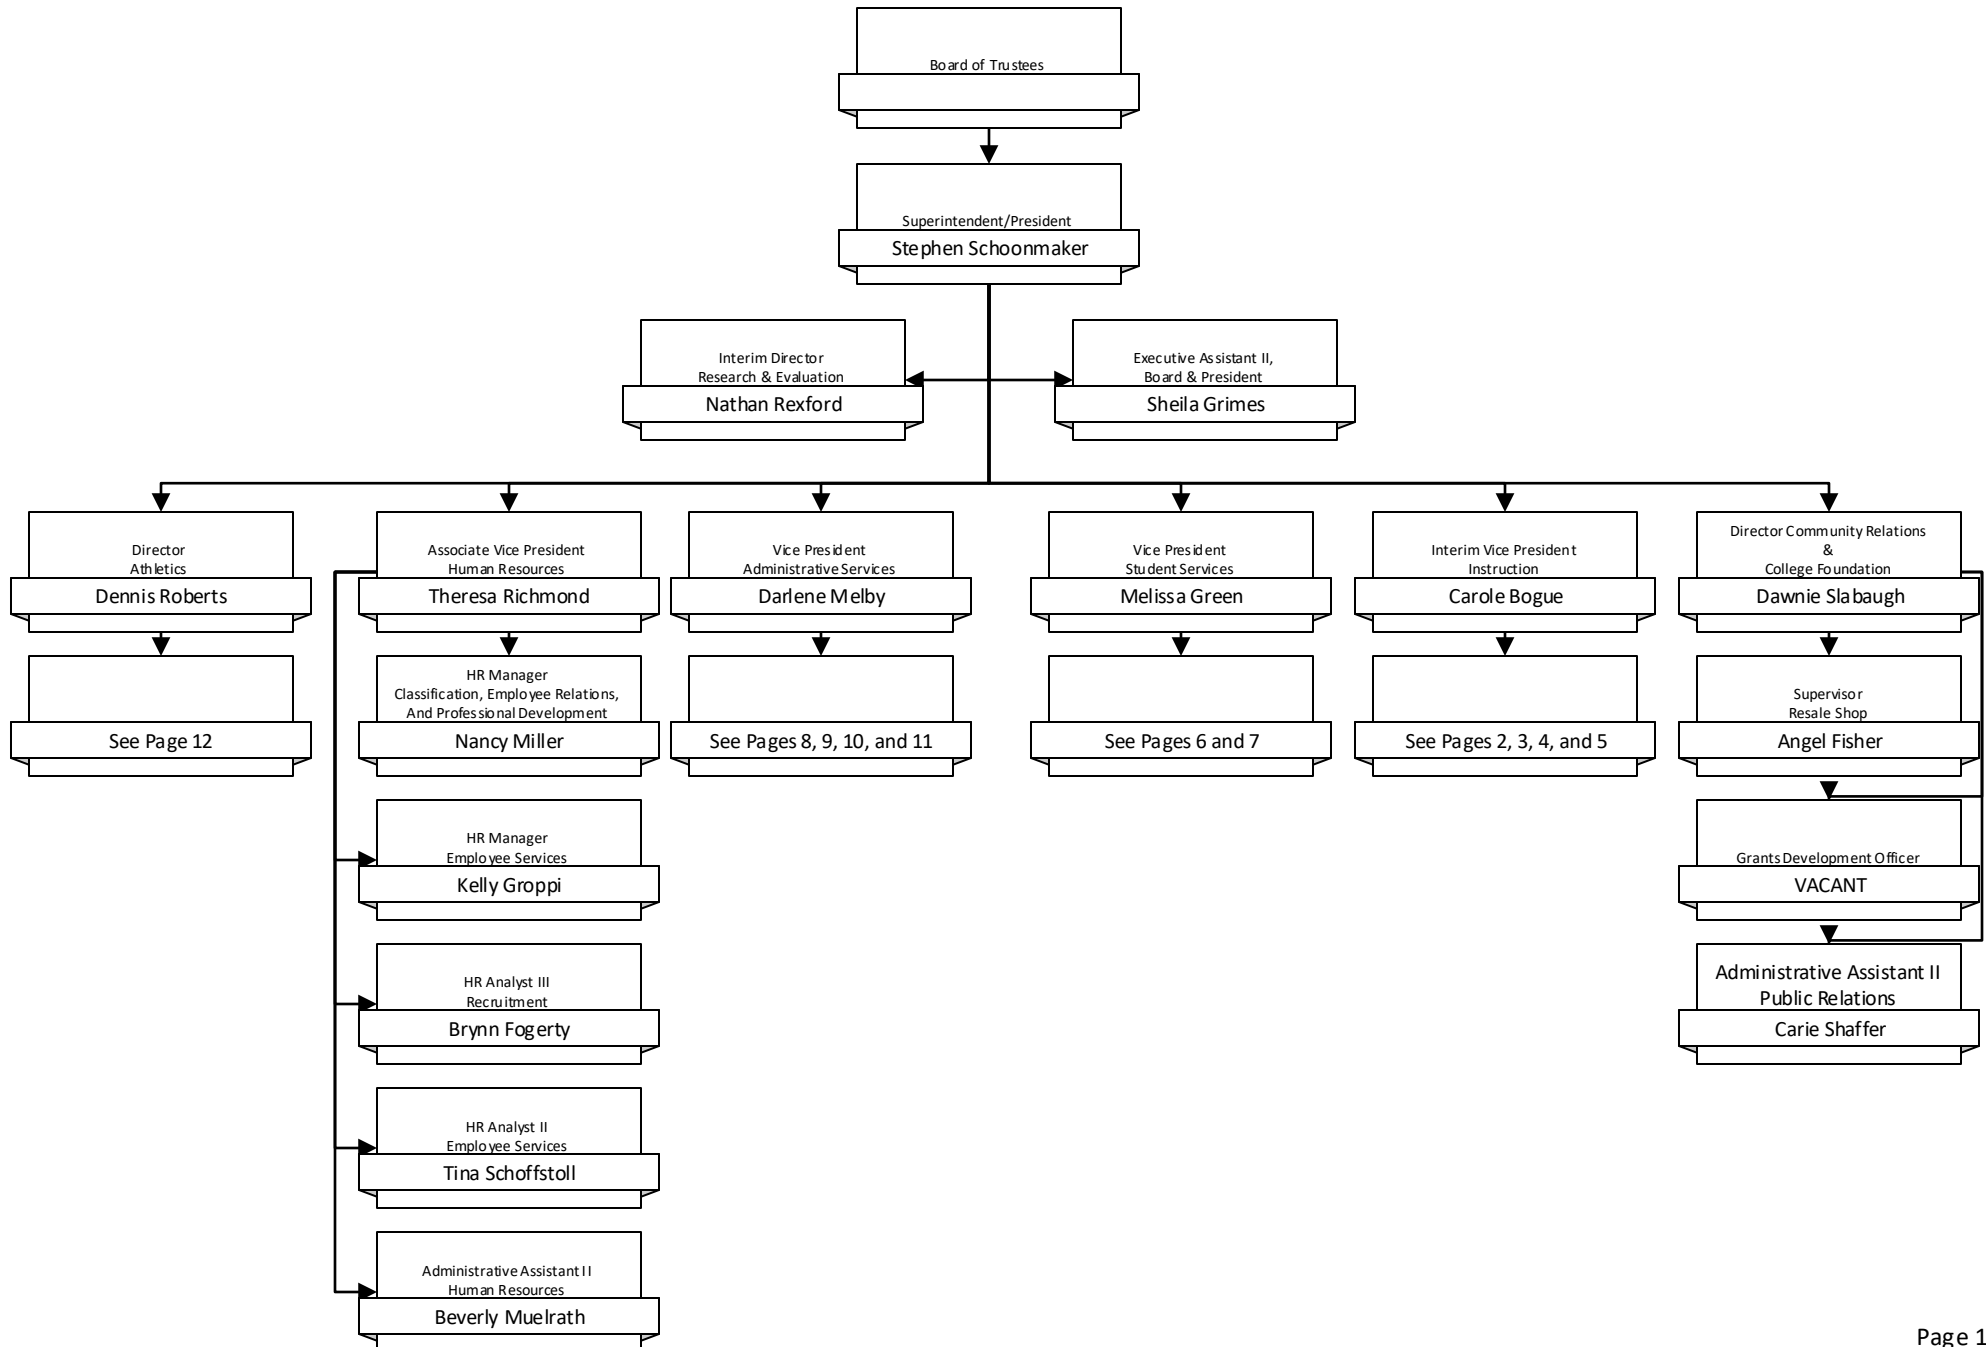 Board of Trustees
Superintendent/President
Stephen Schoonmaker
Interim Director
Research & Evaluation
Nathan Rexford
Executive Assistant II,
Board & President
Sheila Grimes
Director
Athletics
Dennis Roberts
See Page 12
Associate Vice President
Human Resources
Theresa Richmond
HR Manager
Classification, Employee Relations,
And Professional Development
Nancy Miller
HR Manager
Employee Services
Kelly Groppi
HR Analyst III
Recruitment
Brynn Fogerty
HR Analyst II
Employee Services
Tina Schoffstoll
Administrative Assistant II
Human Resources
Beverly Muelrath
Vice President
Administrative Services
Darlene Melby
See Pages 8, 9, 10, and 11
Vice President
Student Services
Melissa Green
See Pages 6 and 7
Interim Vice President
Instruction
Carole Bogue
See Pages 2, 3, 4, and 5
Director Community Relations
&
College Foundation
Dawnie Slabaugh
Supervisor
Resale Shop
Angel Fisher
Grants Development Officer
VACANT
Administrative Assistant II
Public Relations
Carie Shaffer
Page 1